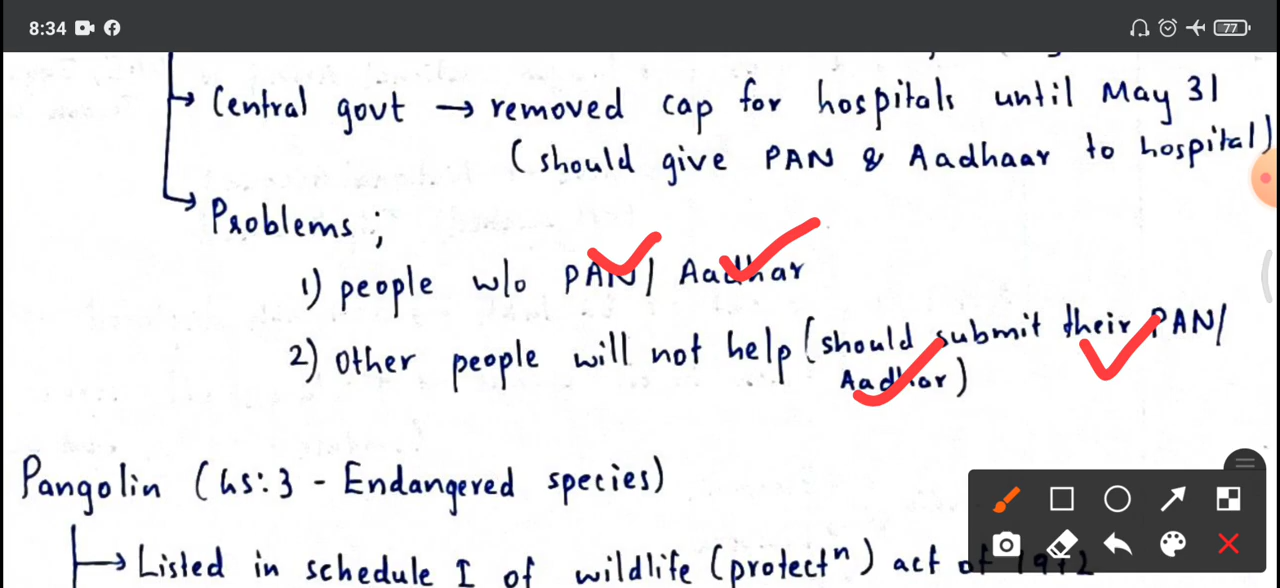 8:34
77
Central govt → removed cap for hospitals until May 31
(should give PAN & Aadhaar to hospital)
Problems;
1) people w/o PAN/ Aadhar
2) Other people will not help (should submit their PAN/
Aadhar)
Pangolin (GS:3 - Endangered species)
Listed in schedule I of wildlife (protectⁿ) act of 1972